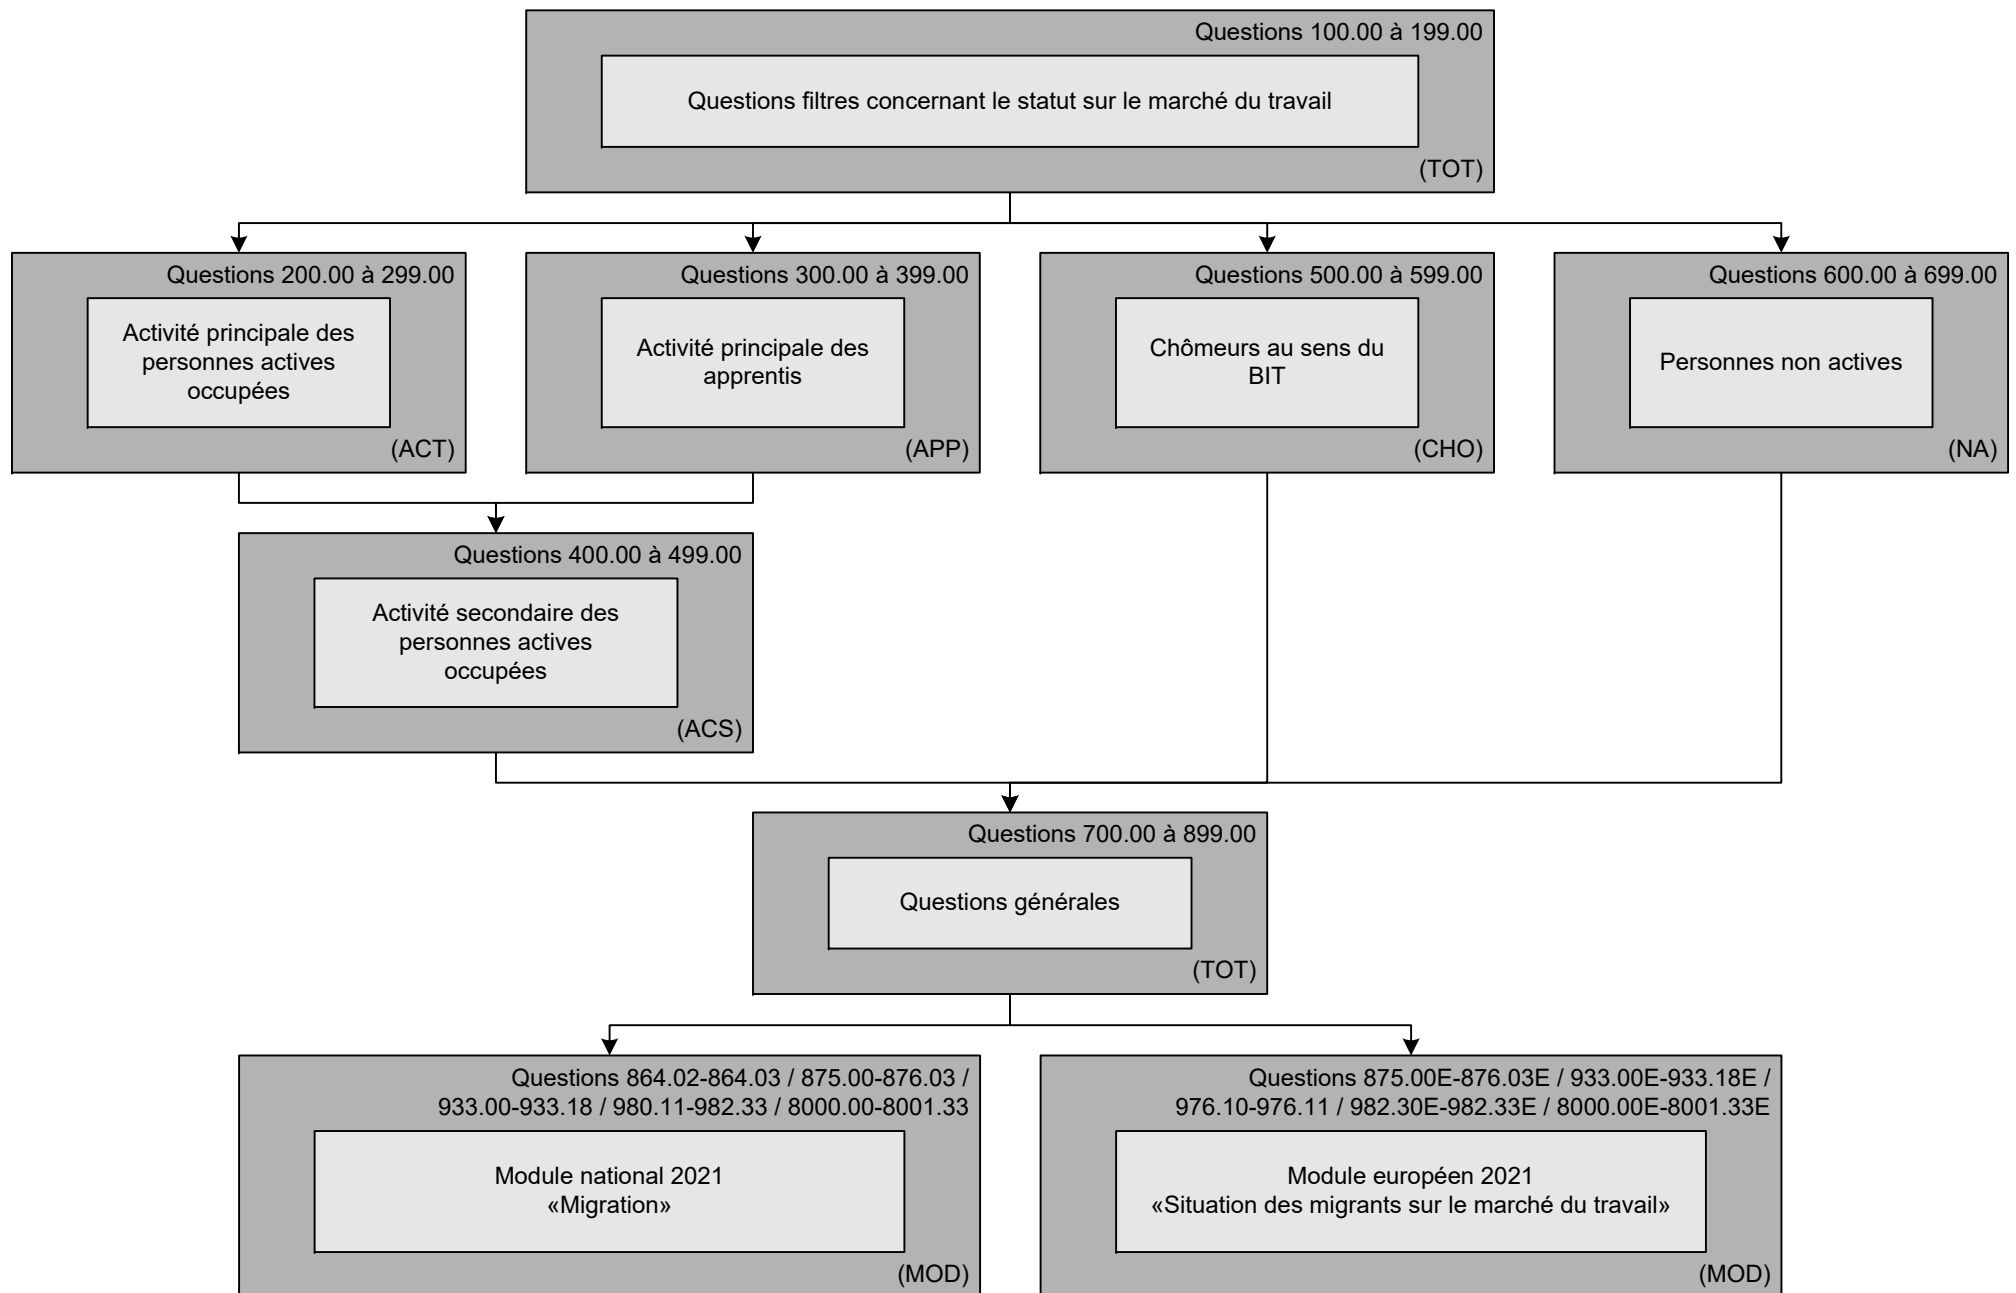 Questions 100.00 à 199.00
Questions filtres concernant le statut sur le marché du travail
(TOT)
Questions 200.00 à 299.00
Activité principale des
personnes actives
occupées
(ACT)
Questions 300.00 à 399.00
Activité principale des
apprentis
(APP)
Questions 500.00 à 599.00
Chômeurs au sens du
BIT
(CHO)
Questions 600.00 à 699.00
Personnes non actives
(NA)
Questions 400.00 à 499.00
Activité secondaire des
personnes actives
occupées
(ACS)
Questions 700.00 à 899.00
Questions générales
(TOT)
Questions 864.02-864.03 / 875.00-876.03 /
933.00-933.18 / 980.11-982.33 / 8000.00-8001.33
Module national 2021
«Migration»
(MOD)
Questions 875.00E-876.03E / 933.00E-933.18E /
976.10-976.11 / 982.30E-982.33E / 8000.00E-8001.33E
Module européen 2021
«Situation des migrants sur le marché du travail»
(MOD)